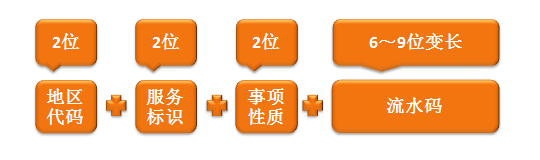 2位 2位 2位 6～9位变长
地区 服务 事项
代码 标识 性质 流水码